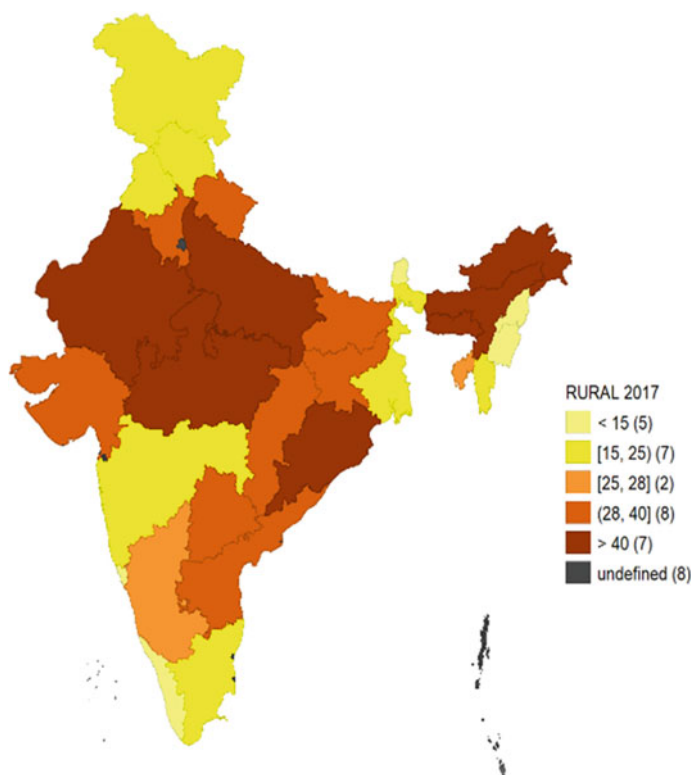 RURAL 2017
< 15 (5)
[15, 25) (7)
[25, 28] (2)
(28, 40] (8)
> 40 (7)
undefined (8)